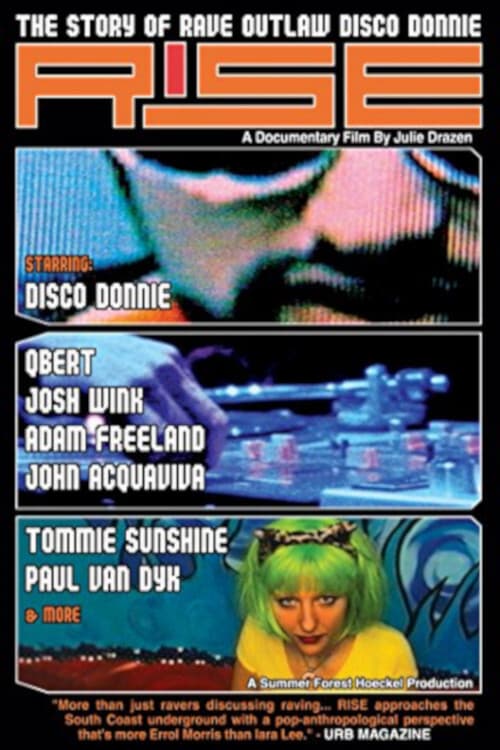 THE STORY OF RAVE OUTLAW DISCO DONNIE
R!SE
A Documentary Film By Julie Drazen
STARRING:
DISCO DONNIE
QBERT
JOSH WINK
ADAM FREELAND
JOHN ACQUAVIVA
TOMMIE SUNSHINE
PAUL VAN DYK
& MORE
A Summer Forest Hoeckel Production
"More than just ravers discussing raving... RISE approaches the
South Coast underground with a pop-anthropological perspective
that's more Errol Morris than Iara Lee." - URB MAGAZINE